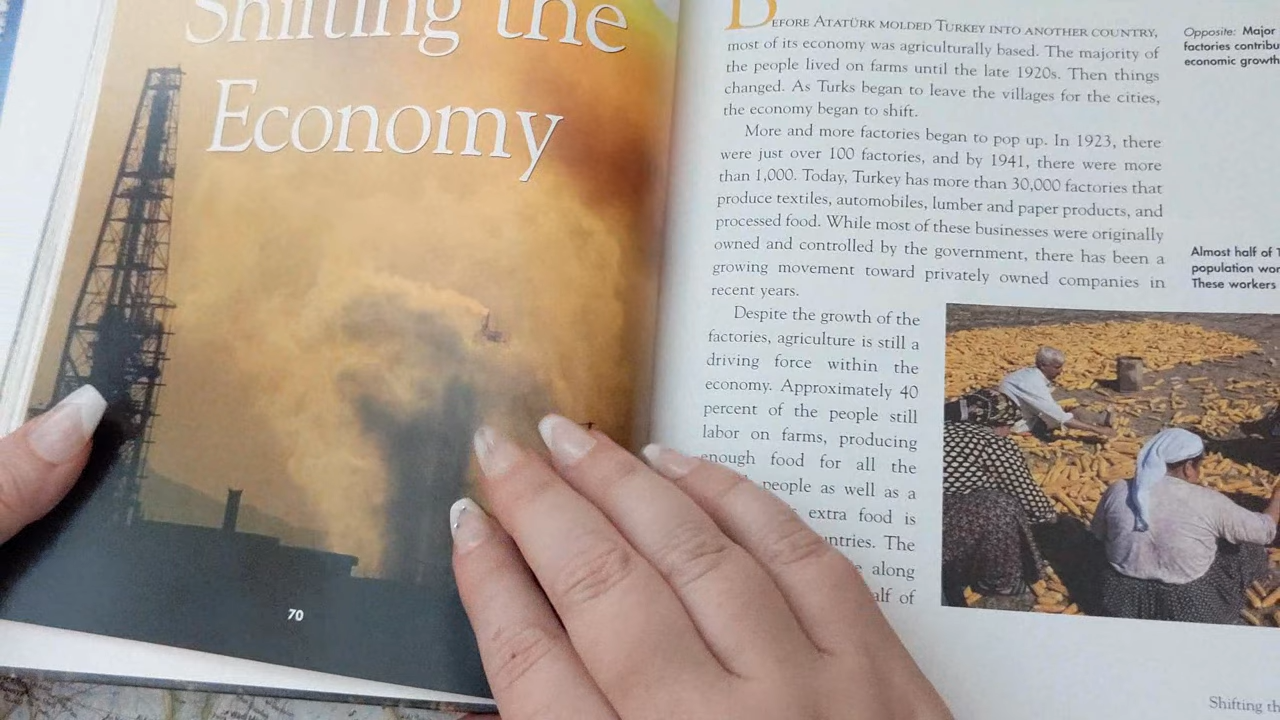 Shifting the
Economy
70
BEFORE ATATÜRK MOLDED TURKEY INTO ANOTHER COUNTRY,
most of its economy was agriculturally based. The majority of
the people lived on farms until the late 1920s. Then things
changed. As Turks began to leave the villages for the cities,
the economy began to shift.
More and more factories began to pop up. In 1923, there
were just over 100 factories, and by 1941, there were more
than 1,000. Today, Turkey has more than 30,000 factories that
produce textiles, automobiles, lumber and paper products, and
processed food. While most of these businesses were originally
owned and controlled by the government, there has been a
growing movement toward privately owned companies in
recent years.
Despite the growth of the
factories, agriculture is still a
driving force within the
economy. Approximately 40
percent of the people still
labor on farms, producing
enough food for all the
people as well as a
extra food is
The
along
of
Opposite: Major
factories
economic growth
Almost half of
population
These workers
Shifting